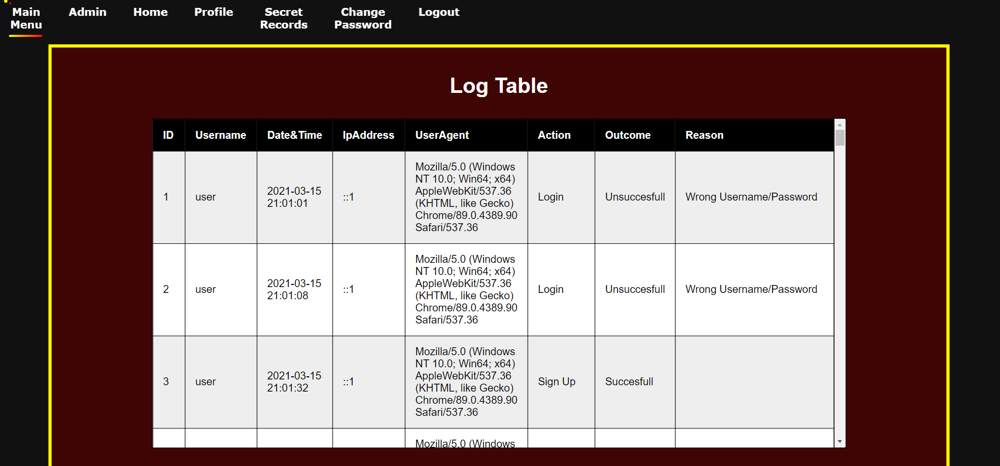 Main Menu
Admin
Home
Profile
Secret Records
Change Password
Logout
Log Table
ID Username Date&Time IpAddress UserAgent Action Outcome Reason
Mozilla/5.0 (Windows
NT 10.0; Win64; x64)
2021-03-15 AppleWebKit/537.36
1 user ::1 Login Unsuccesfull Wrong Username/Password
21:01:01 (KHTML, like Gecko)
Chrome/89.0.4389.90
Safari/537.36
Mozilla/5.0 (Windows
NT 10.0; Win64; x64)
2021-03-15 AppleWebKit/537.36
2 user ::1 Login Unsuccesfull Wrong Username/Password
21:01:08 (KHTML, like Gecko)
Chrome/89.0.4389.90
Safari/537.36
Mozilla/5.0 (Windows
NT 10.0; Win64; x64)
2021-03-15 AppleWebKit/537.36
3 user ::1 Sign Up Succesfull
21:01:32 (KHTML, like Gecko)
Chrome/89.0.4389.90
Safari/537.36
Mozilla/5.0 (Windows